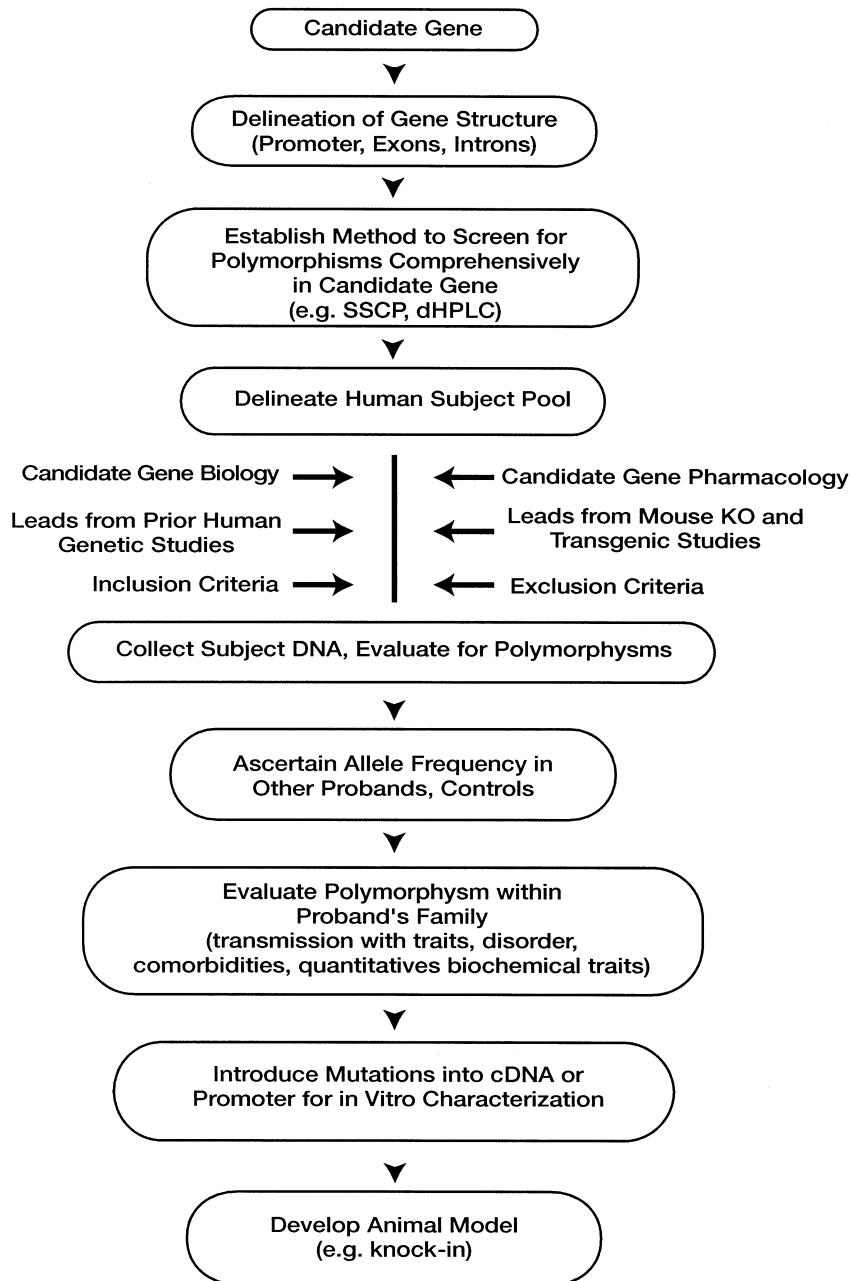 Candidate Gene
Delineation of Gene Structure
(Promoter, Exons, Introns)
Establish Method to Screen for
Polymorphisms Comprehensively
in Candidate Gene
(e.g. SSCP, dHPLC)
Delineate Human Subject Pool
Candidate Gene Biology
Candidate Gene Pharmacology
Leads from Prior Human
Genetic Studies
Leads from Mouse KO and
Transgenic Studies
Inclusion Criteria
Exclusion Criteria
Collect Subject DNA, Evaluate for Polymorphysms
Ascertain Allele Frequency in
Other Probands, Controls
Evaluate Polymorphysm within
Proband's Family
(transmission with traits, disorder,
comorbidities, quantitatives biochemical traits)
Introduce Mutations into cDNA or
Promoter for in Vitro Characterization
Develop Animal Model
(e.g. knock-in)